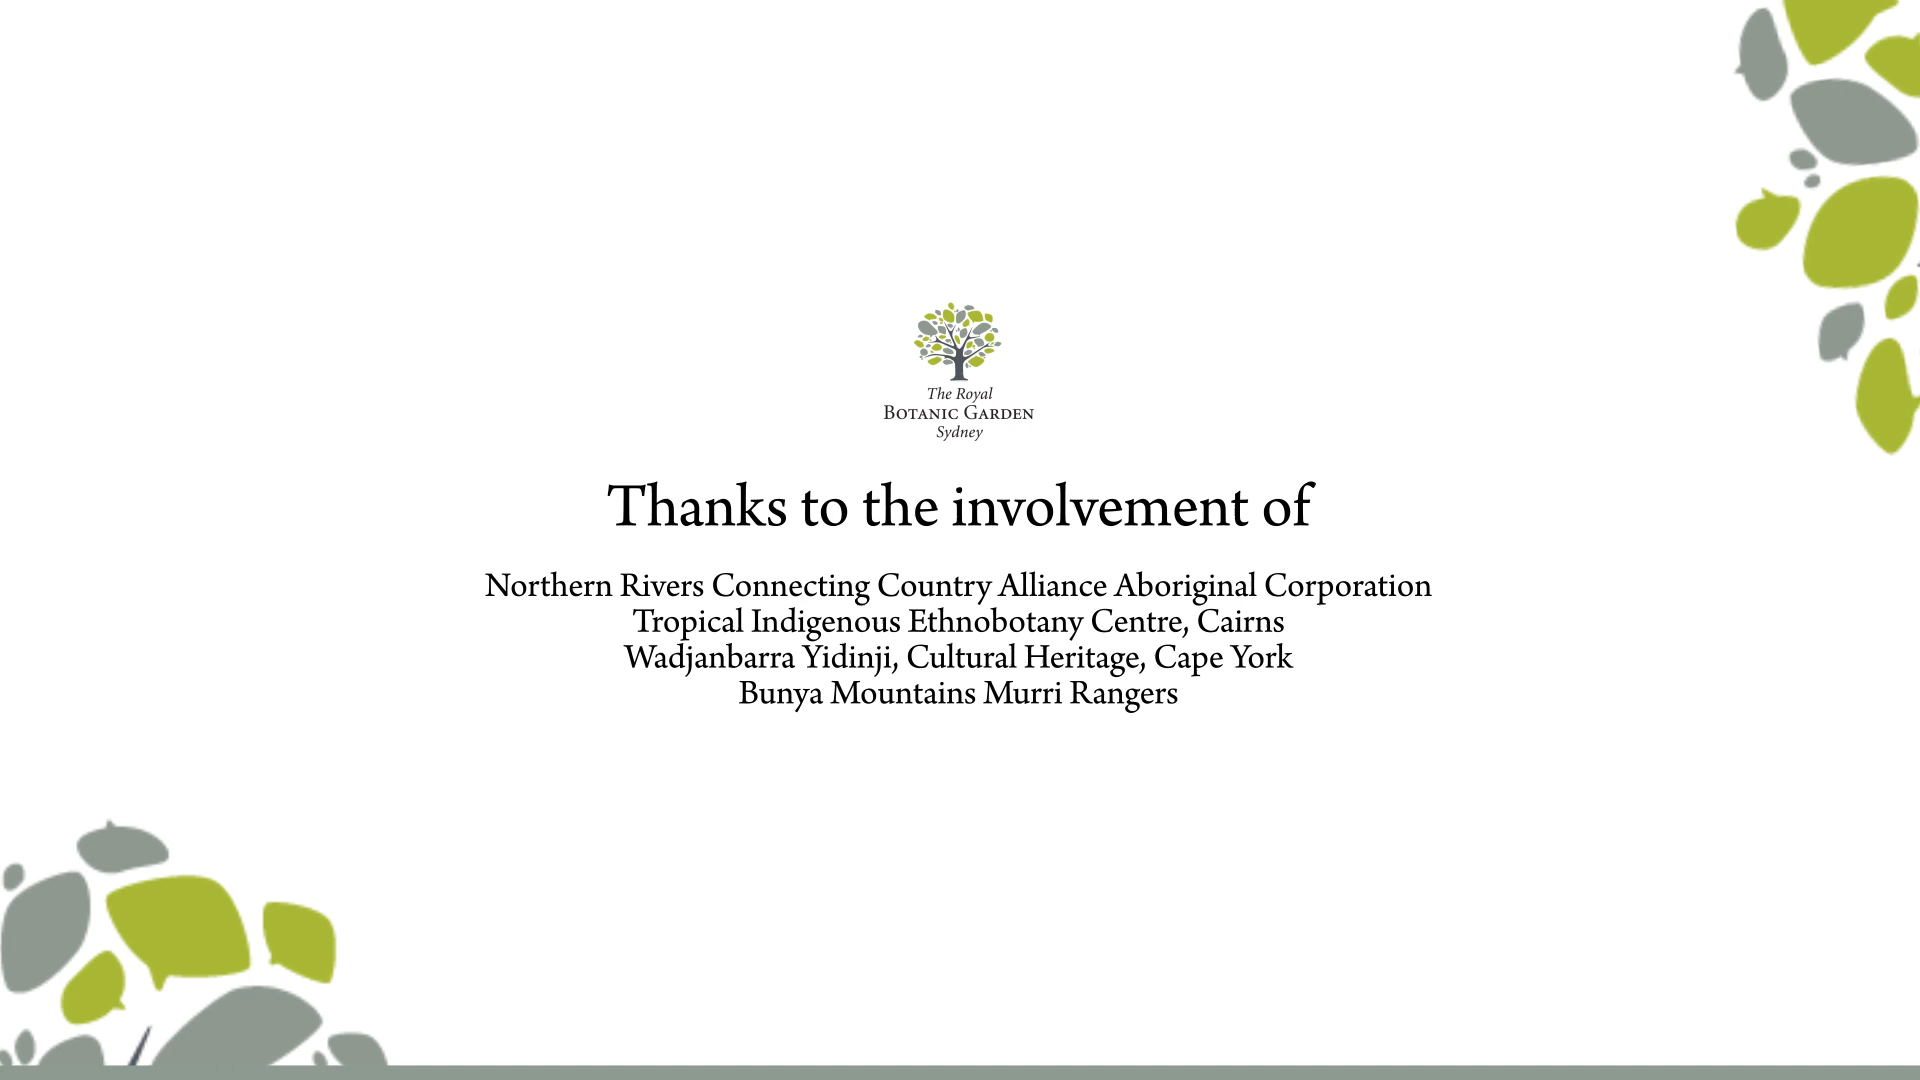 The Royal
BOTANIC GARDEN
Sydney
Thanks to the involvement of
Northern Rivers Connecting Country Alliance Aboriginal Corporation
Tropical Indigenous Ethnobotany Centre, Cairns
Wadjanbarra Yidinji, Cultural Heritage, Cape York
Bunya Mountains Murri Rangers